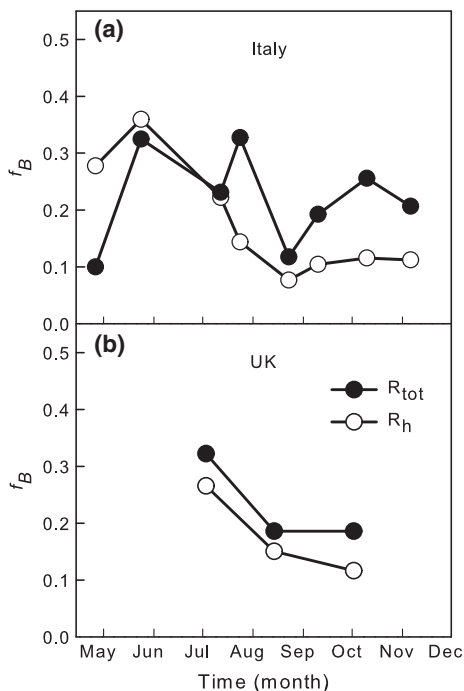 (a)
Italy
0.5
0.4
0.3
0.2
0.1
0.0
f_B
(b)
UK
R_tot
R_h
0.5
0.4
0.3
0.2
0.1
0.0
f_B
May Jun Jul Aug Sep Oct Nov Dec
Time (month)